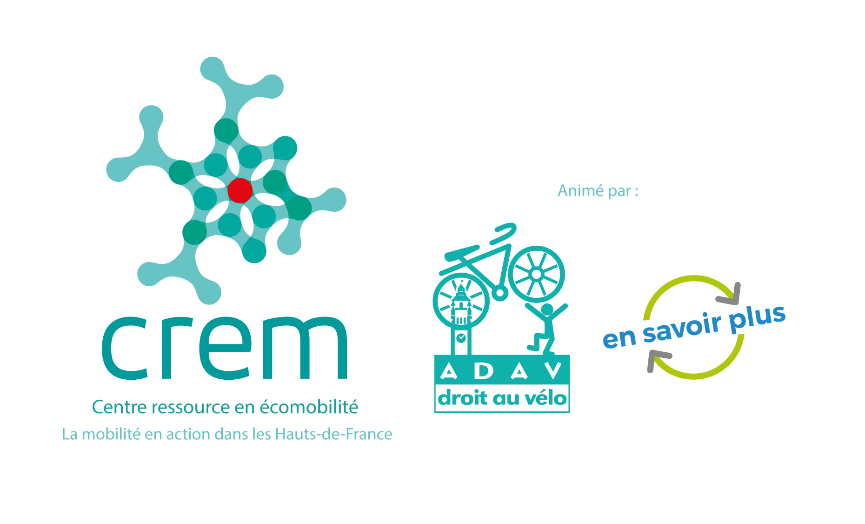 crem
Centre ressource en écomobilité
La mobilité en action dans les Hauts-de-France
Animé par :
ADAV
droit au vélo
en savoir plus